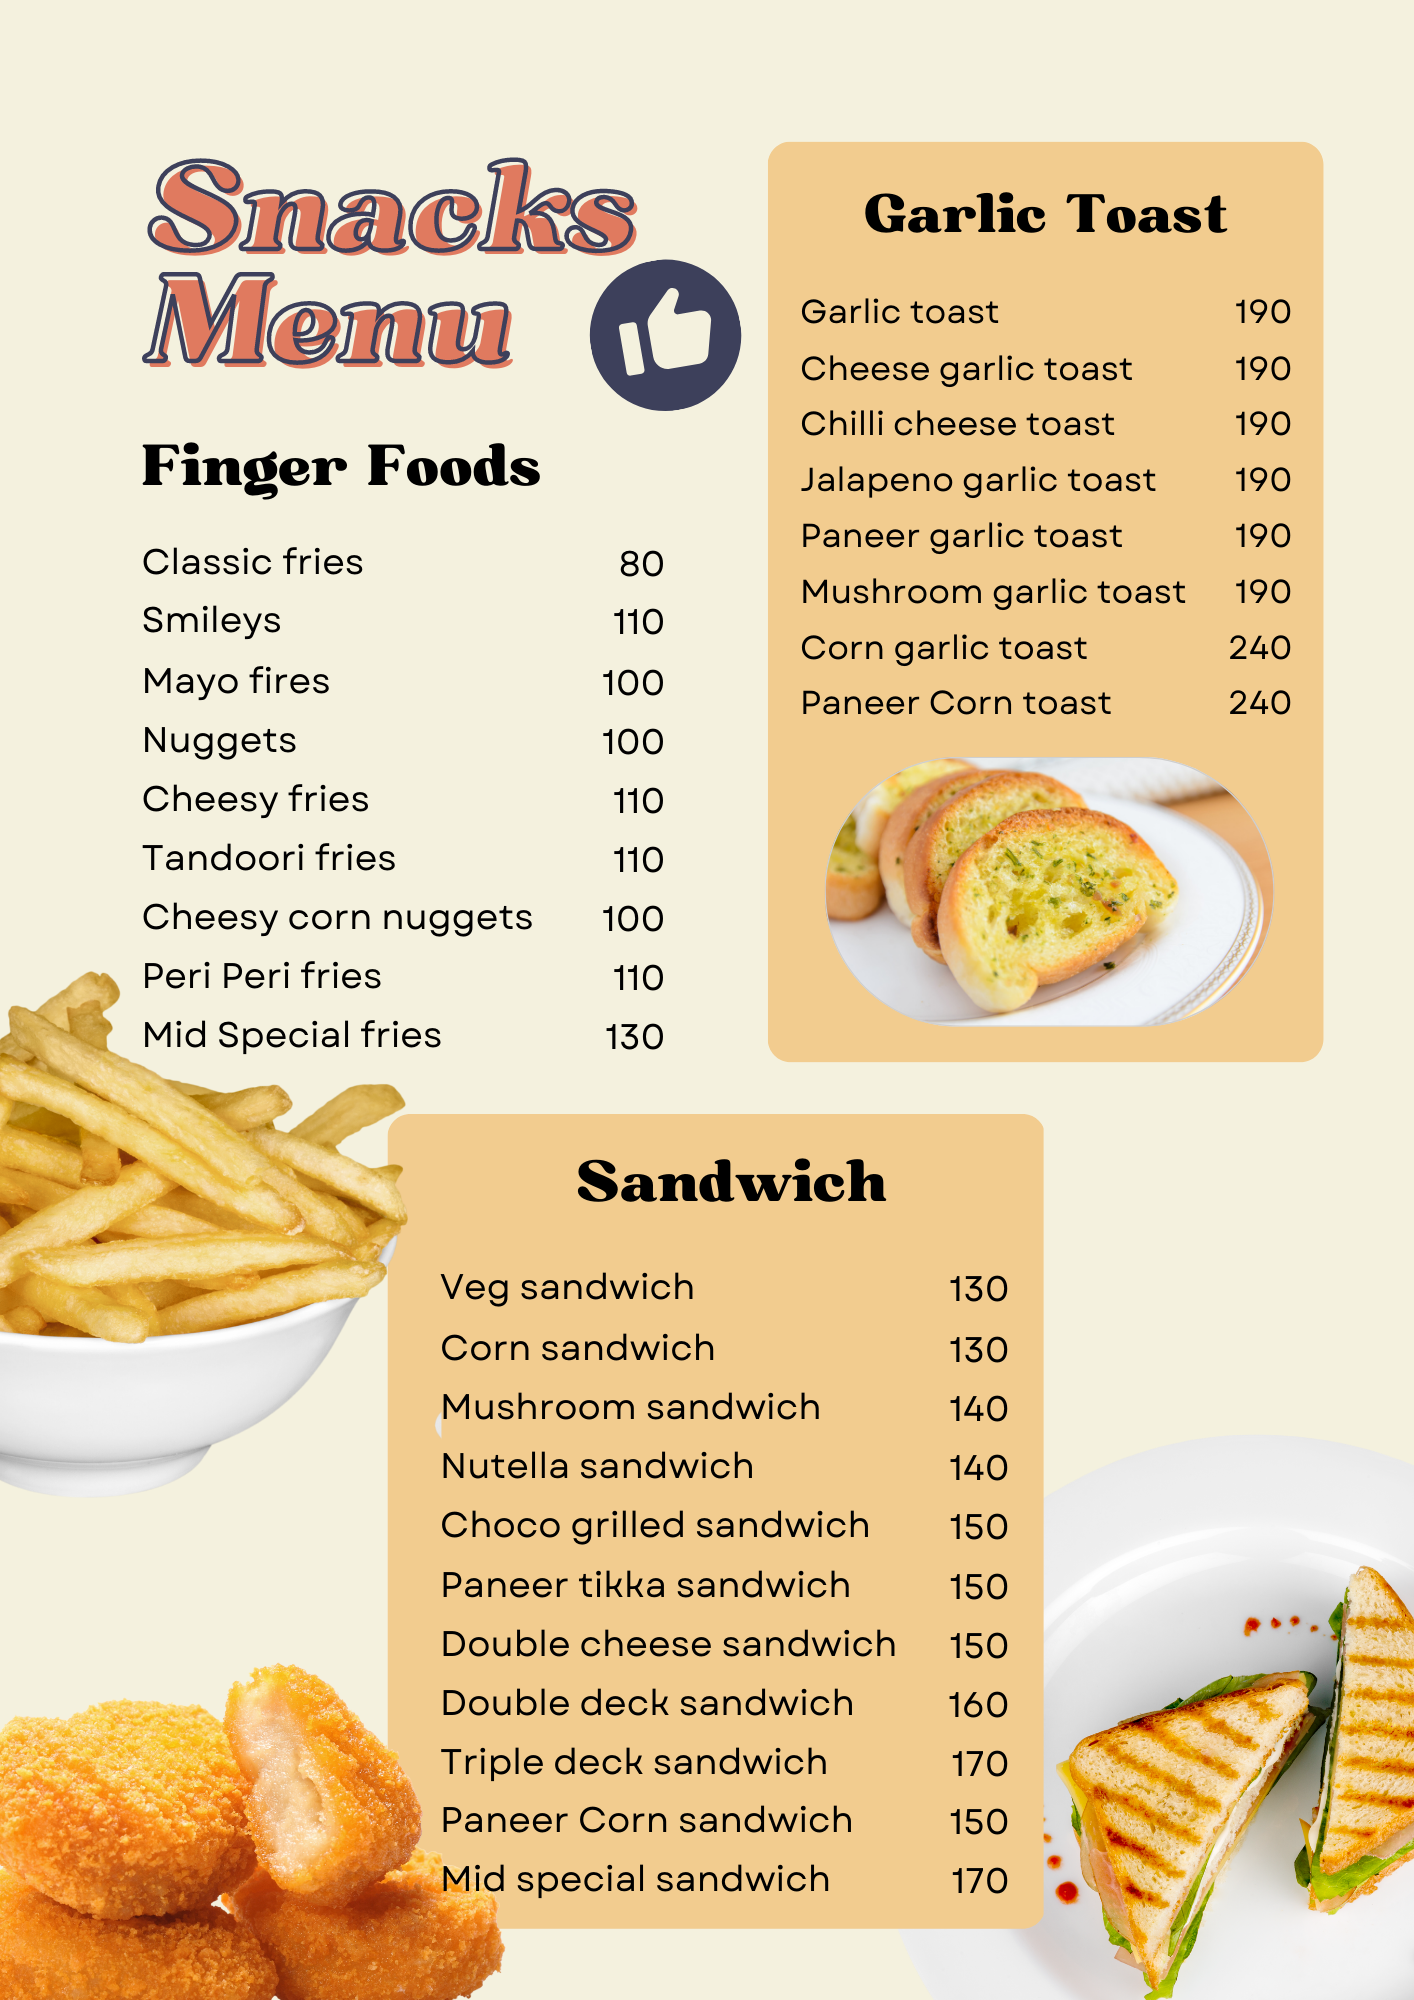 Snacks
Menu
Finger Foods
Classic fries 80
Smileys 110
Mayo fires 100
Nuggets 100
Cheesy fries 110
Tandoori fries 110
Cheesy corn nuggets 100
Peri Peri fries 110
Mid Special fries 130
Garlic Toast
Garlic toast 190
Cheese garlic toast 190
Chilli cheese toast 190
Jalapeno garlic toast 190
Paneer garlic toast 190
Mushroom garlic toast 190
Corn garlic toast 240
Paneer Corn toast 240
Sandwich
Veg sandwich 130
Corn sandwich 130
Mushroom sandwich 140
Nutella sandwich 140
Choco grilled sandwich 150
Paneer tikka sandwich 150
Double cheese sandwich 150
Double deck sandwich 160
Triple deck sandwich 170
Paneer Corn sandwich 150
Mid special sandwich 170